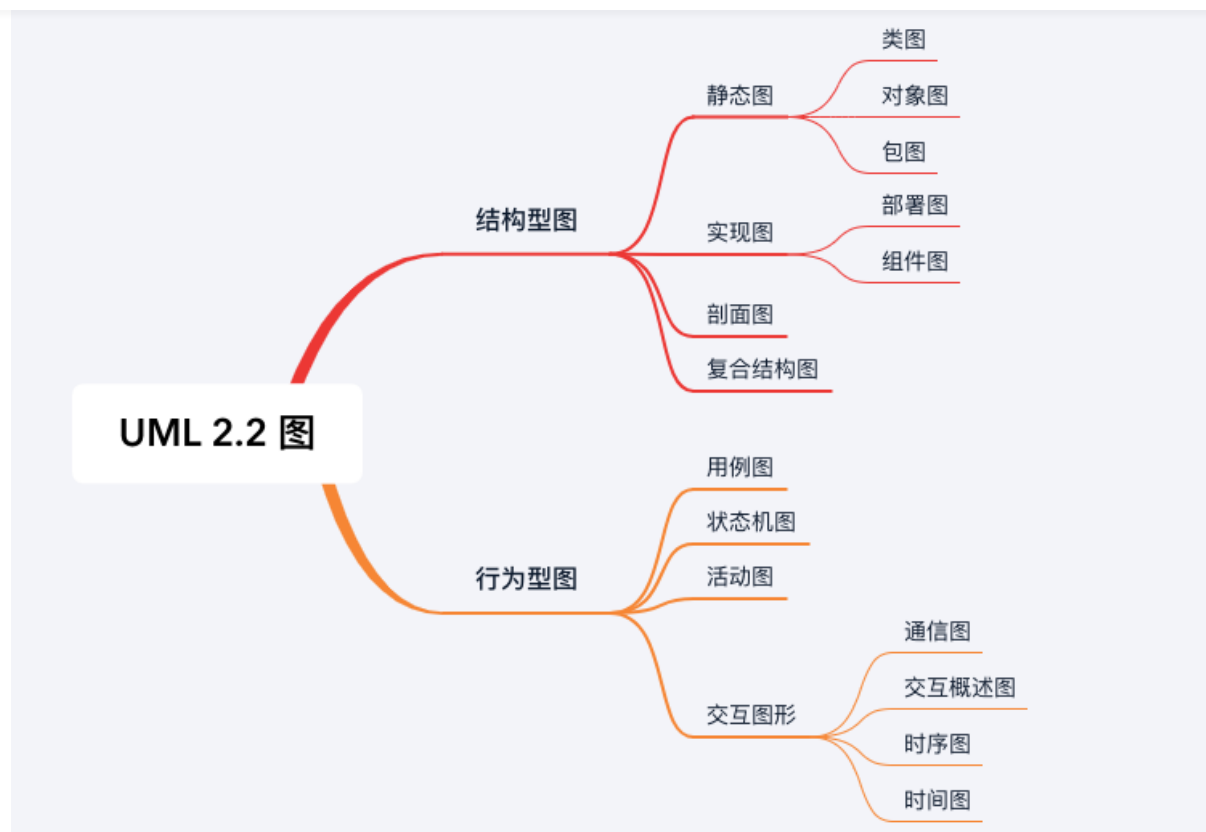 UML 2.2 图
结构型图
静态图
类图
对象图
包图
实现图
部署图
组件图
剖面图
复合结构图
行为型图
用例图
状态机图
活动图
交互图形
通信图
交互概述图
时序图
时间图